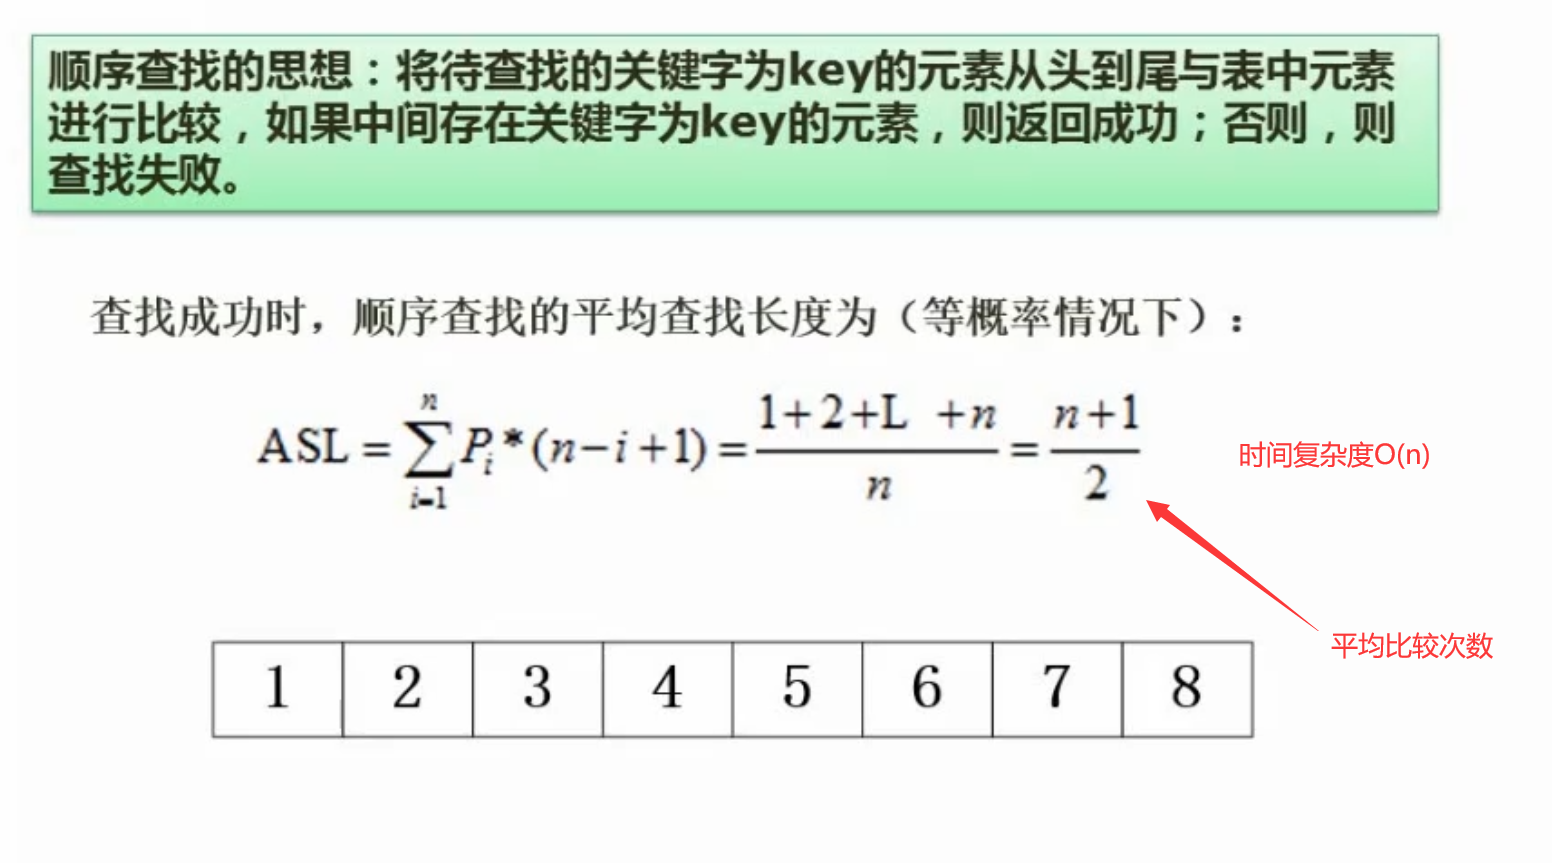 顺序查找的思想：将待查找的关键字为key的元素从头到尾与表中元素
进行比较，如果中间存在关键字为key的元素，则返回成功；否则，则
查找失败。
查找成功时，顺序查找的平均查找长度为（等概率情况下）：
ASL = \sum_{i=1}^{n} P_i * (n-i+1) = \frac{1+2+L +n}{n} = \frac{n+1}{2}
时间复杂度O(n)
平均比较次数
1 2 3 4 5 6 7 8